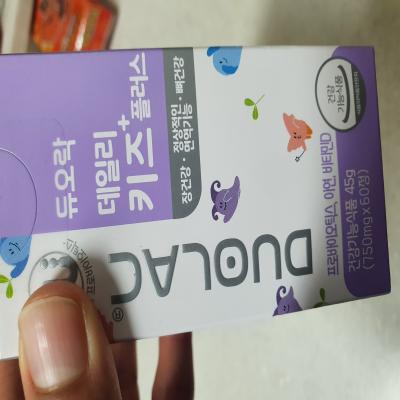 듀오락
데일리
키즈+플러스
장건강 · 정상적인 면역기능 · 뼈건강
DUOLAC®
프로바이오틱스 아연 비타민D
건강기능식품 45g
(750mg x 60정)
건강
기능식품